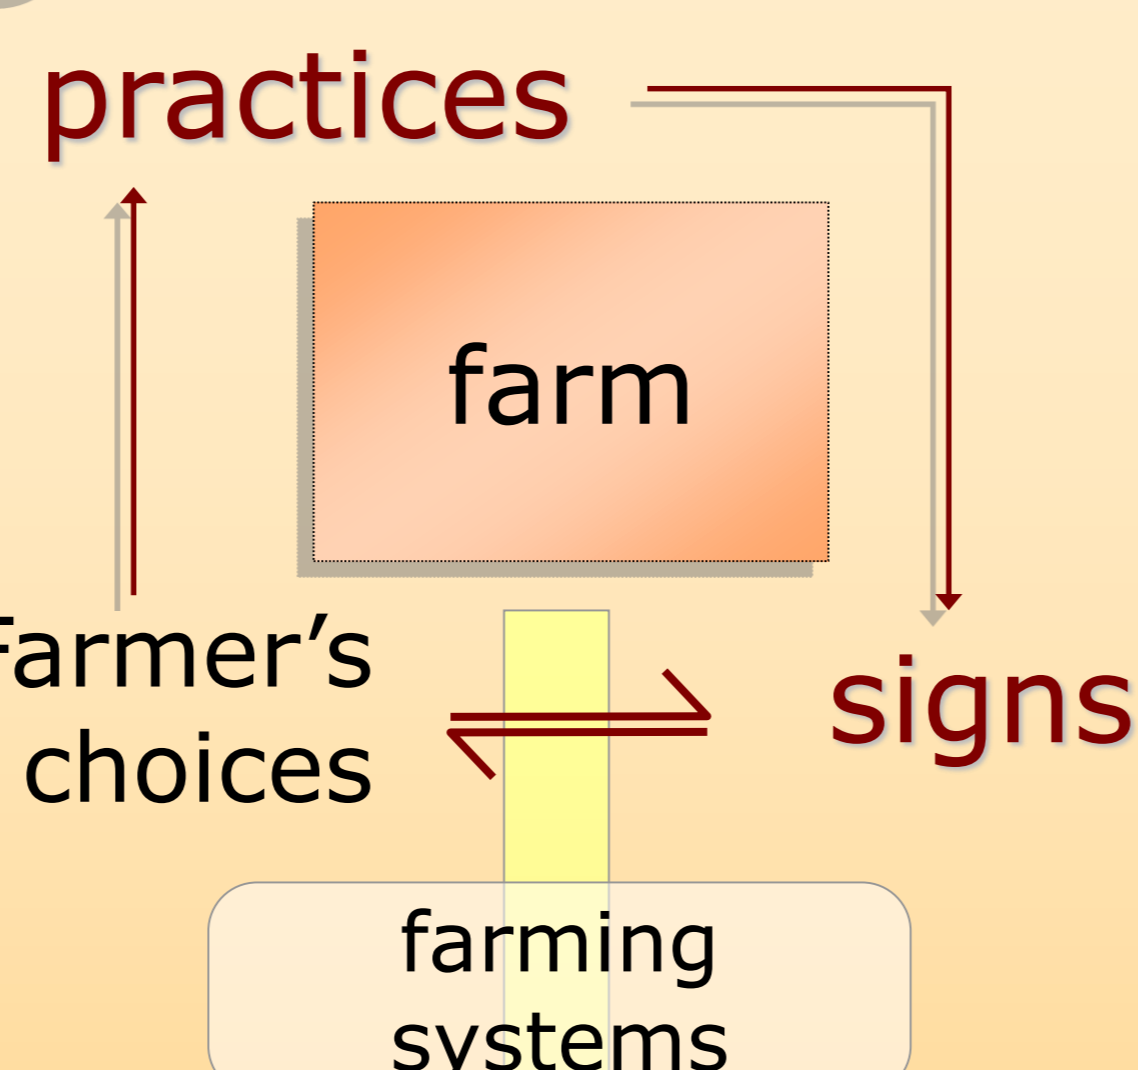 practices
farm
Farmer’s
choices
signs
farming
systems